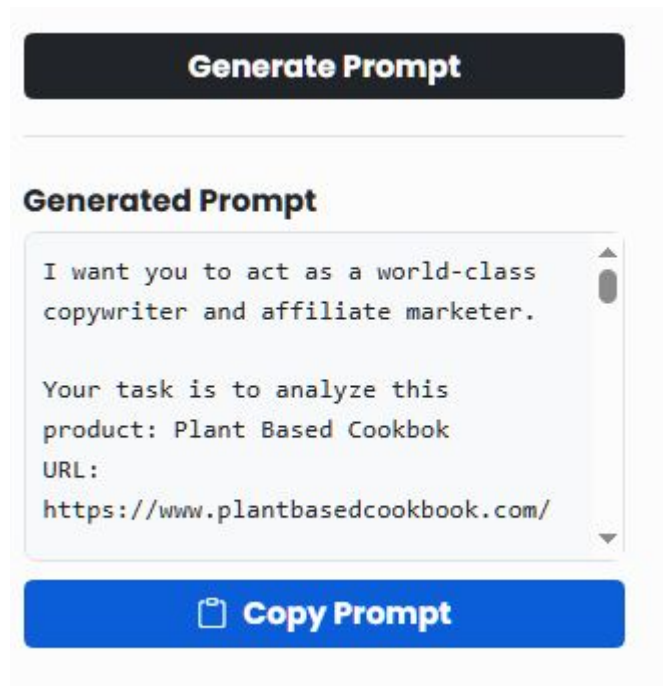 Generate Prompt
Generated Prompt
I want you to act as a world-class
copywriter and affiliate marketer.
Your task is to analyze this
product: Plant Based Cookbok
URL:
https://www.plantbasedcookbook.com/
Copy Prompt